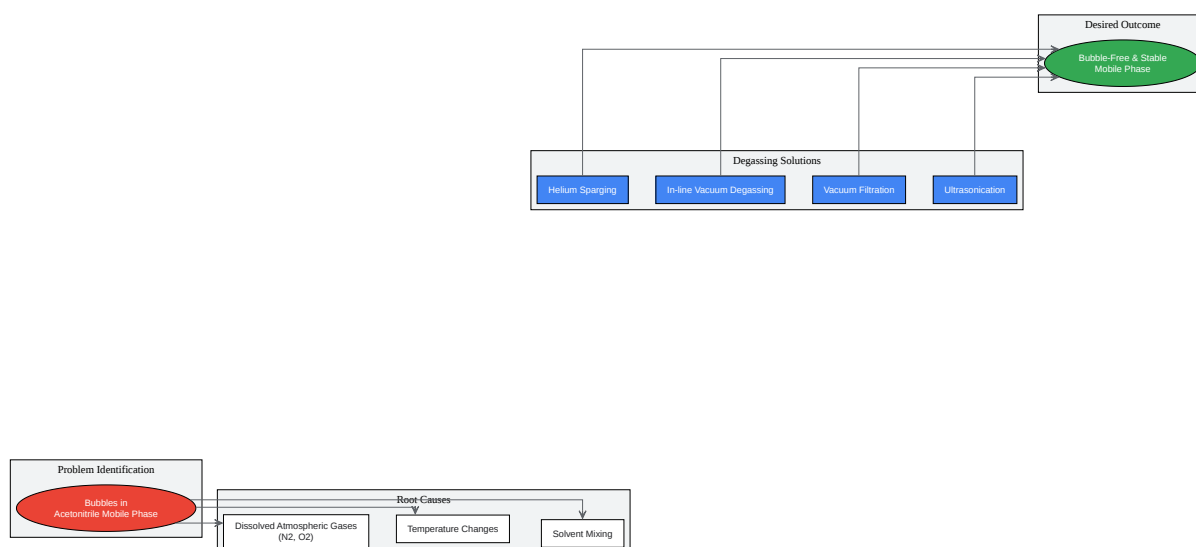 Desired Outcome
Bubble-Free & Stable
Mobile Phase
Degassing Solutions
Helium Sparging
In-line Vacuum Degassing
Vacuum Filtration
Ultrasonication
Problem Identification
Bubbles in
Acetonitrile Mobile Phase
Root Causes
Dissolved Atmospheric Gases
(N2, O2)
Temperature Changes
Solvent Mixing